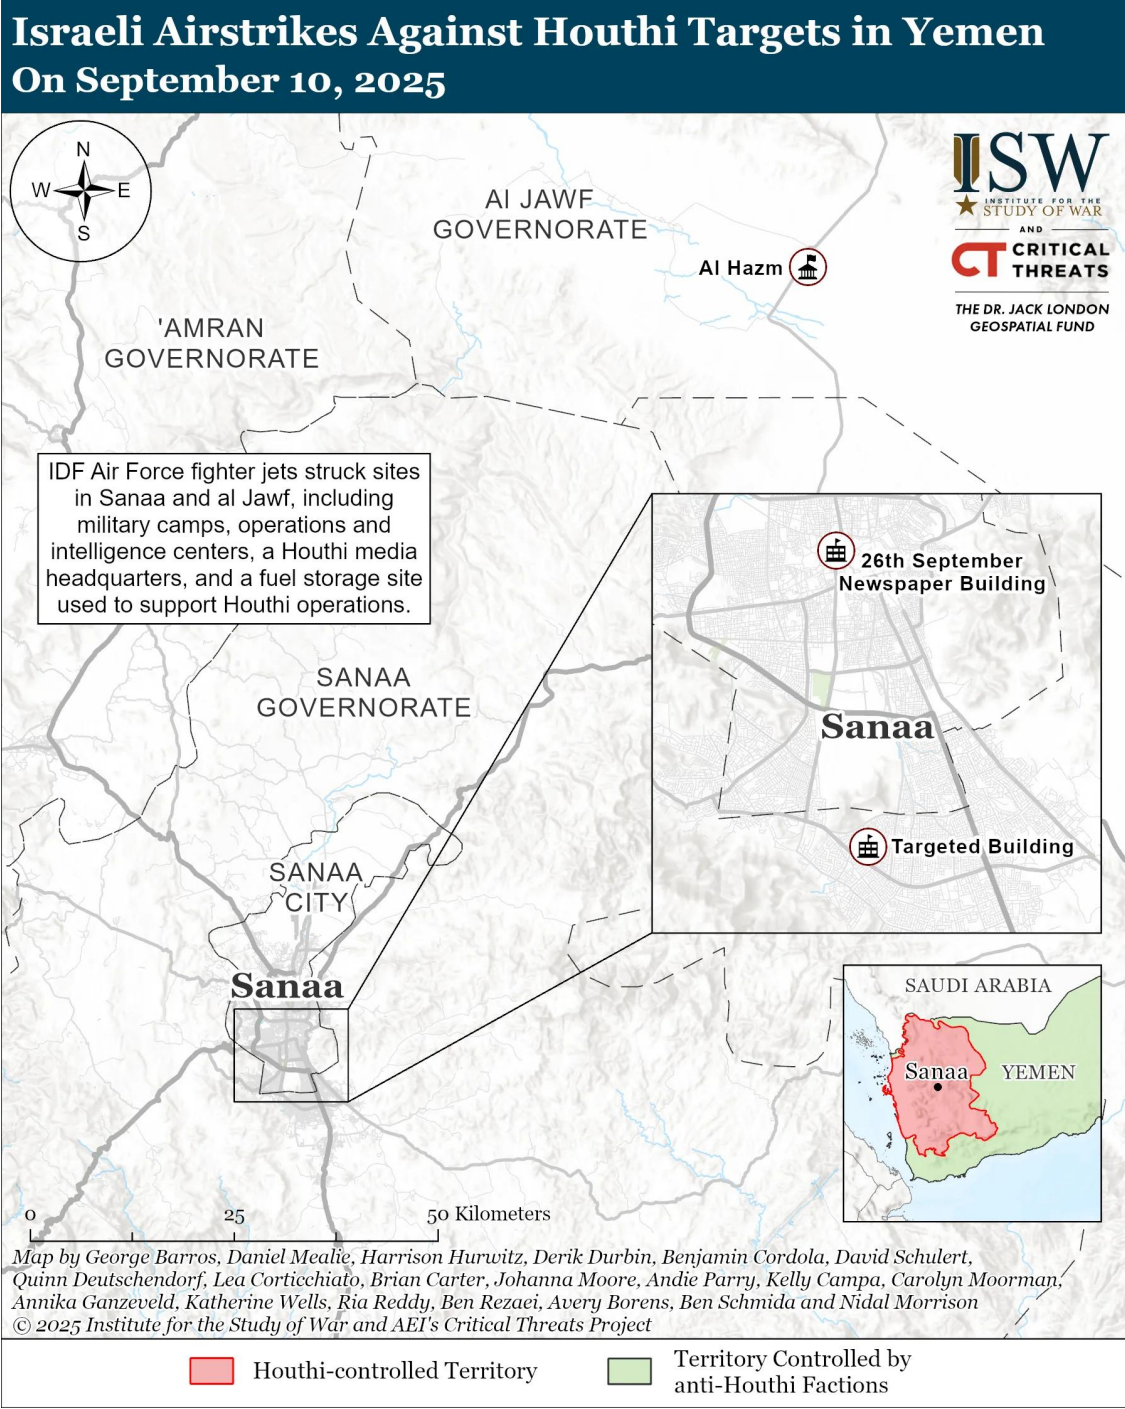 Israeli Airstrikes Against Houthi Targets in Yemen
On September 10, 2025
N
W
E
S
ISW
INSTITUTE FOR THE
STUDY OF WAR
AND
CT CRITICAL
THREATS
THE DR. JACK LONDON
GEOSPATIAL FUND
Al JAWF
GOVERNORATE
Al Hazm
'AMRAN
GOVERNORATE
IDF Air Force fighter jets struck sites
in Sanaa and al Jawf, including
military camps, operations and
intelligence centers, a Houthi media
headquarters, and a fuel storage site
used to support Houthi operations.
26th September
Newspaper Building
SANAA
GOVERNORATE
Sanaa
Targeted Building
SANAA
CITY
Sanaa
SAUDI ARABIA
Sanaa
YEMEN
0 25 50 Kilometers
Map by George Barros, Daniel Mealie, Harrison Hurwitz, Derik Durbin, Benjamin Cordola, David Schulert,
Quinn Deutschendorf, Lea Corticchiato, Brian Carter, Johanna Moore, Andie Parry, Kelly Campa, Carolyn Moorman,
Annika Ganzeveld, Katherine Wells, Ria Reddy, Ben Rezaei, Avery Borens, Ben Schmida and Nidal Morrison
© 2025 Institute for the Study of War and AEI's Critical Threats Project
Houthi-controlled Territory
Territory Controlled by
anti-Houthi Factions